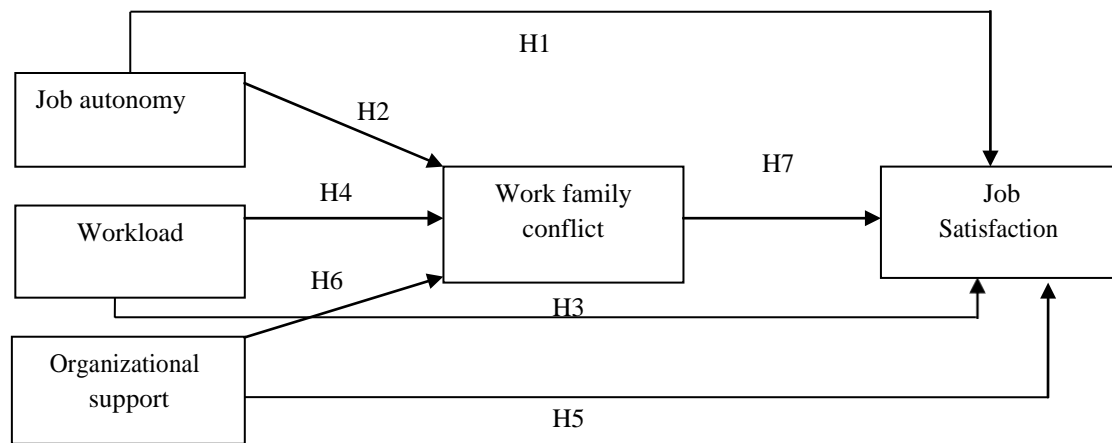 H1
Job autonomy
H2
H7
H4
Work family
conflict
Job
Satisfaction
Workload
H6
H3
Organizational
support
H5